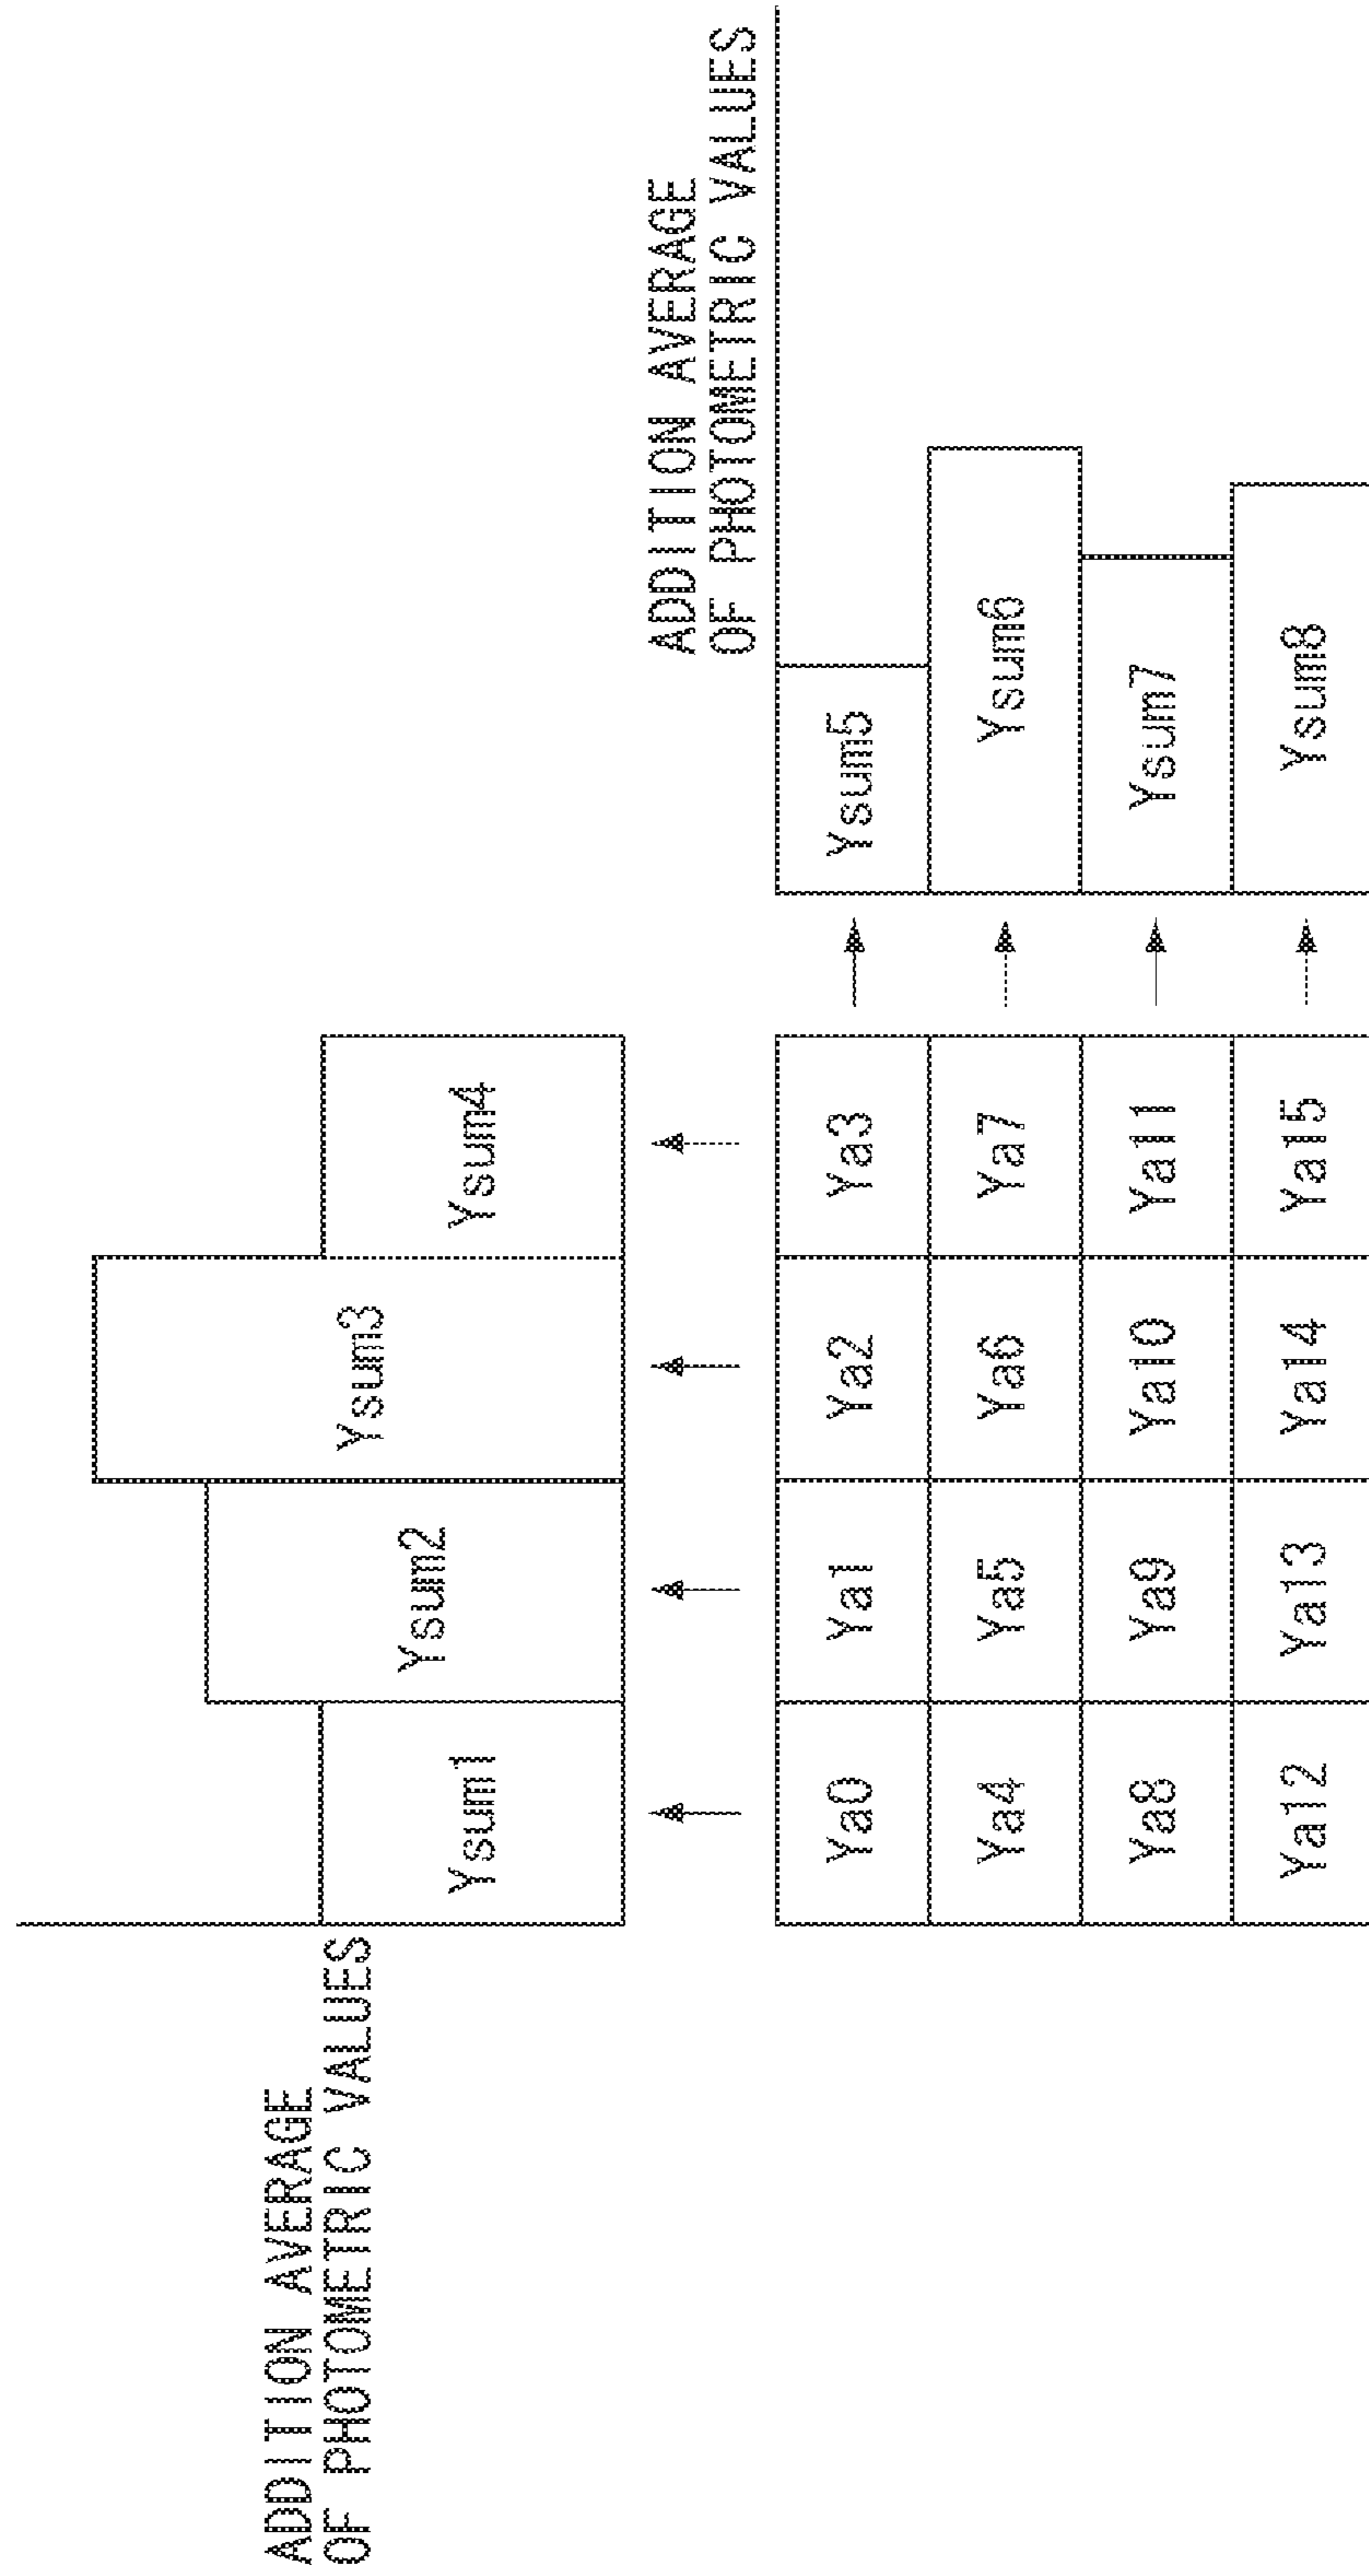 ADDITION AVERAGE
OF PHOTOMETRIC VALUES
Ysum1
Ysum2
Ysum3
Ysum4
ADDITION AVERAGE
OF PHOTOMETRIC VALUES
Ya0
Ya1
Ya2
Ya3
Ysum5
Ya4
Ya5
Ya6
Ya7
Ysum6
Ya8
Ya9
Ya10
Ya11
Ysum7
Ya12
Ya13
Ya14
Ya15
Ysum8